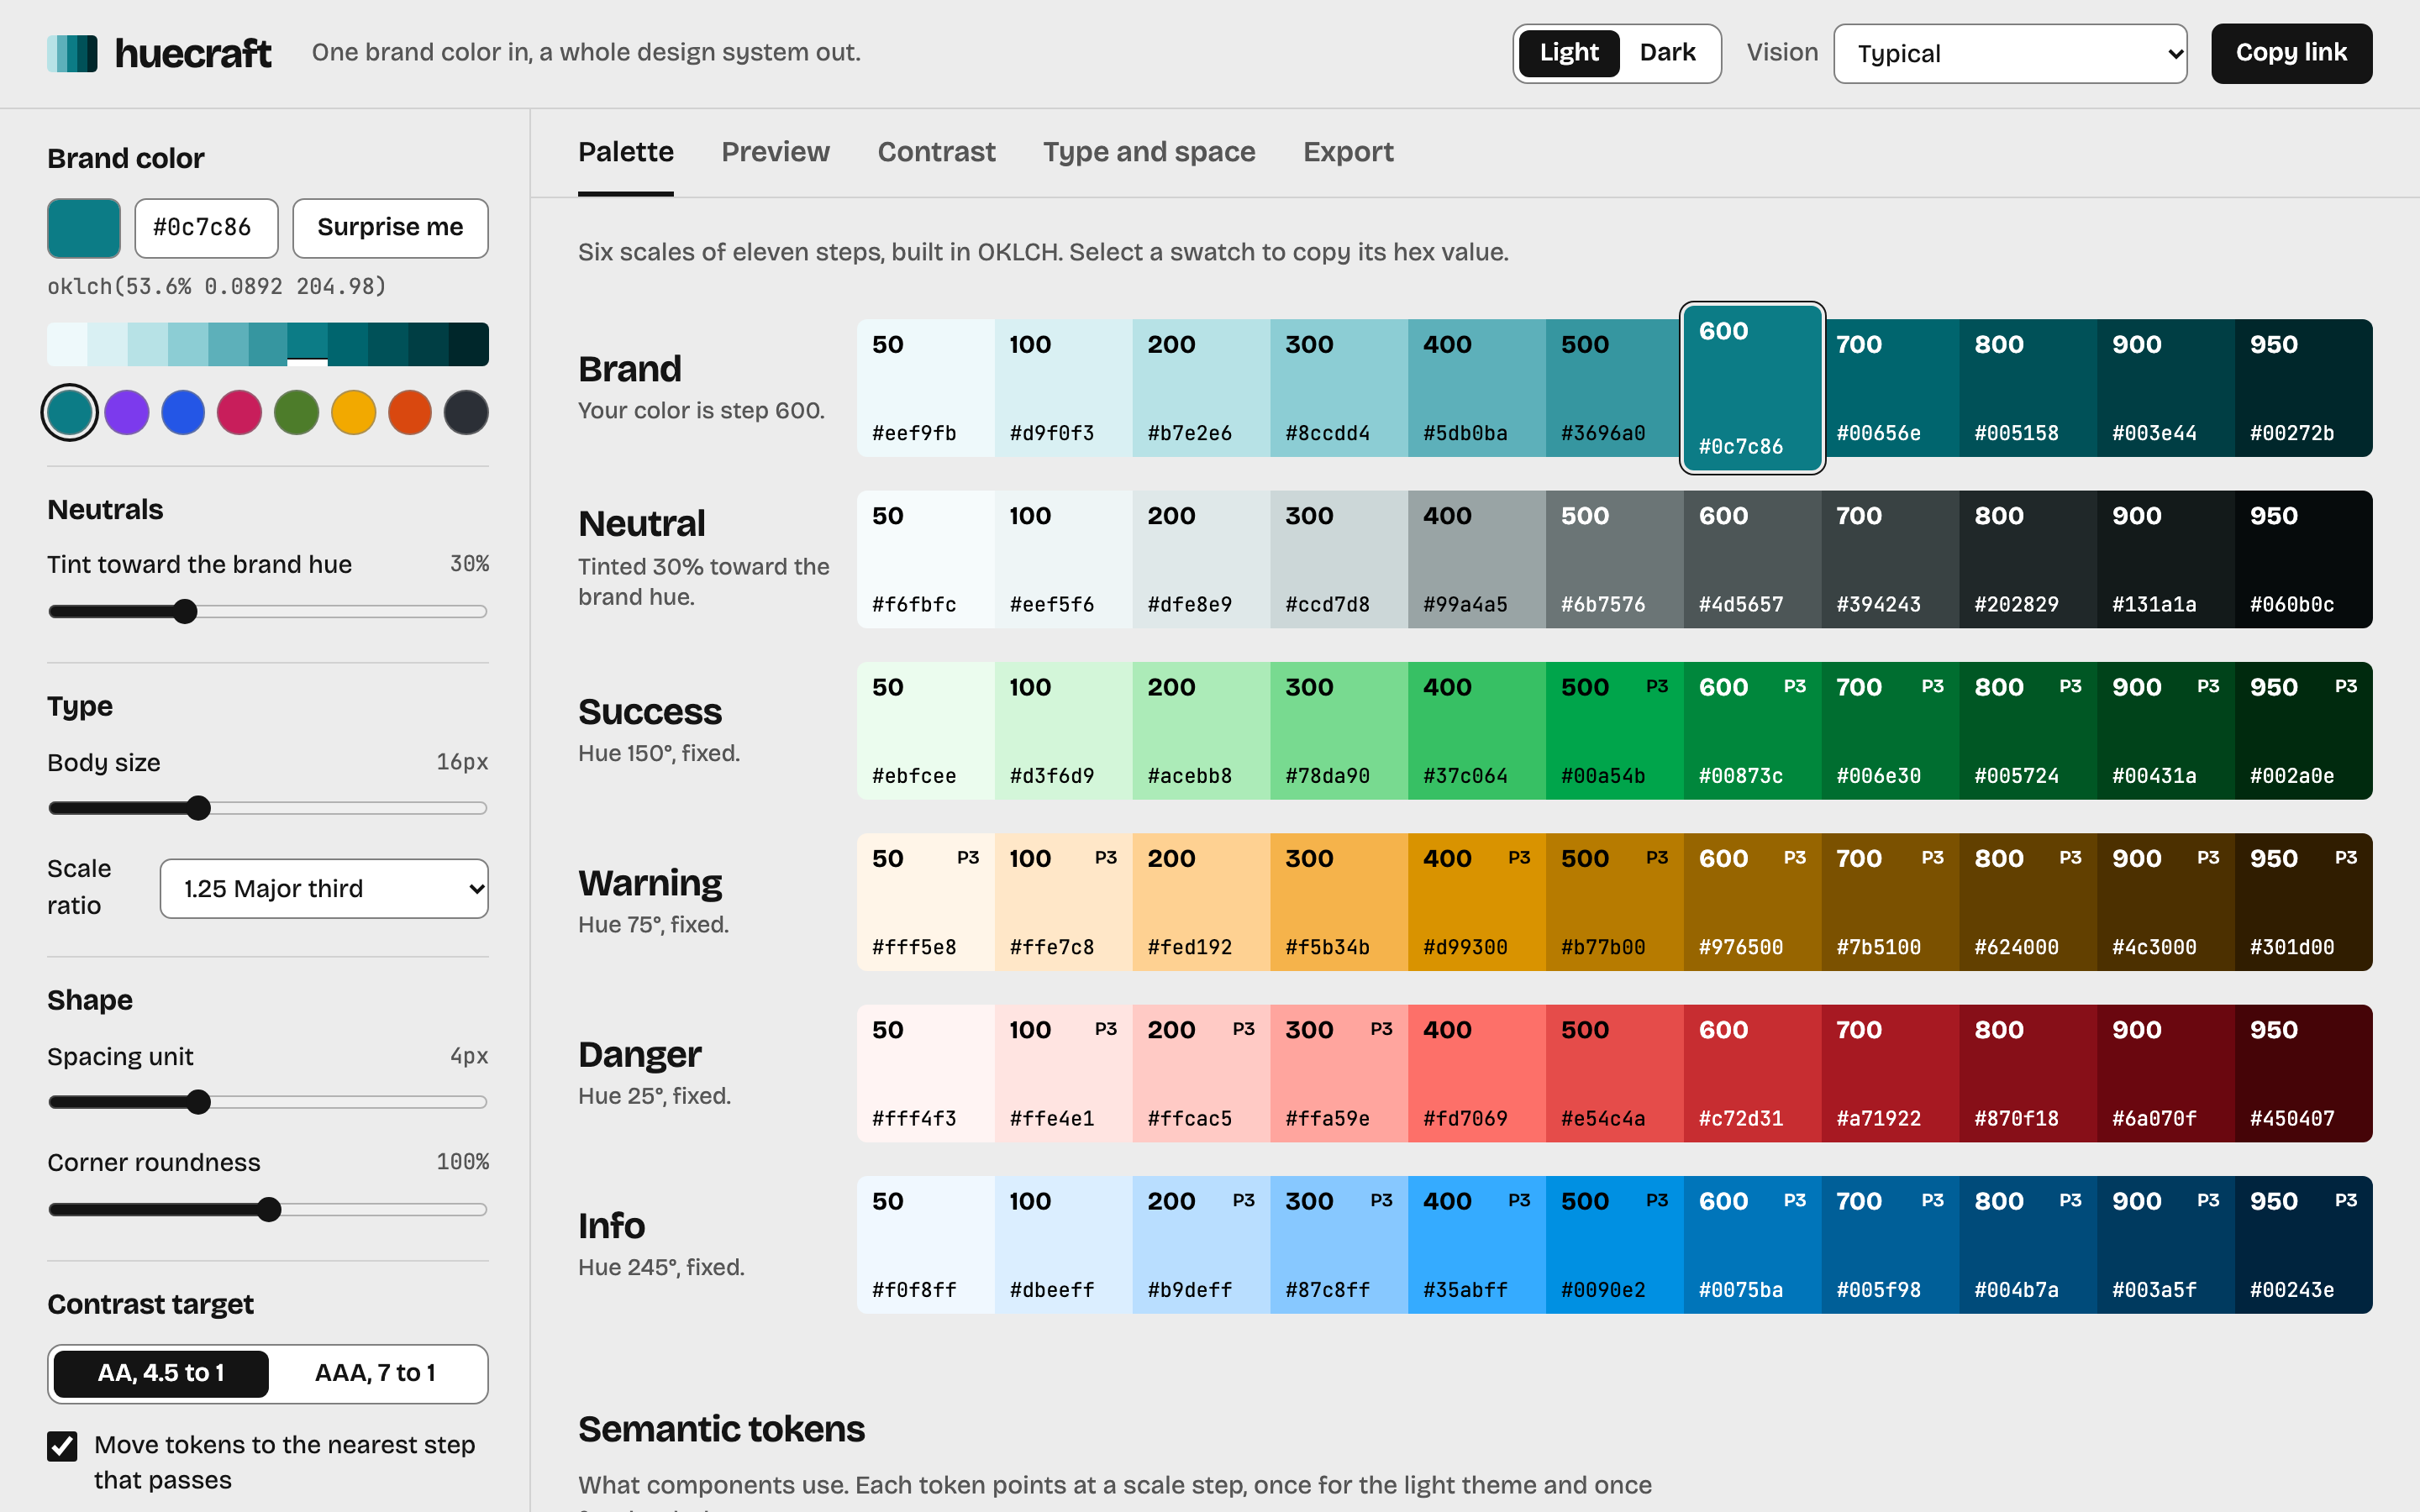 huecraft
One brand color in, a whole design system out.
Light
Dark
Vision
Typical
Copy link
Brand color
#0c7c86
Surprise me
oklch(53.6% 0.0892 204.98)
Neutrals
Tint toward the brand hue
30%
Type
Body size
16px
Scale
ratio
1.25 Major third
Shape
Spacing unit
4px
Corner roundness
100%
Contrast target
AA, 4.5 to 1
AAA, 7 to 1
Move tokens to the nearest step
that passes
Palette
Preview
Contrast
Type and space
Export
Six scales of eleven steps, built in OKLCH. Select a swatch to copy its hex value.
Brand
Your color is step 600.
50 100 200 300 400 500 600 700 800 900 950
#eef9fb #d9f0f3 #b7e2e6 #8ccdd4 #5db0ba #3696a0 #0c7c86 #00656e #005158 #003e44 #00272b
Neutral
Tinted 30% toward the
brand hue.
50 100 200 300 400 500 600 700 800 900 950
#f6fbfc #eef5f6 #dfe8e9 #ccd7d8 #99a4a5 #6b7576 #4d5657 #394243 #202829 #131a1a #060b0c
Success
Hue 150°, fixed.
50 100 200 300 400 500 P3 600 P3 700 P3 800 P3 900 P3 950 P3
#ebfcee #d3f6d9 #acebb8 #78da90 #37c064 #00a54b #00873c #006e30 #005724 #00431a #002a0e
Warning
Hue 75°, fixed.
50 P3 100 P3 200 300 400 P3 500 P3 600 P3 700 P3 800 P3 900 P3 950 P3
#fff5e8 #ffe7c8 #fed192 #f5b34b #d99300 #b77b00 #976500 #7b5100 #624000 #4c3000 #301d00
Danger
Hue 25°, fixed.
50 100 P3 200 P3 300 P3 400 500 600 700 800 900 950
#fff4f3 #ffe4e1 #ffcac5 #ffa59e #fd7069 #e54c4a #c72d31 #a71922 #870f18 #6a070f #450407
Info
Hue 245°, fixed.
50 100 200 P3 300 P3 400 P3 500 P3 600 P3 700 P3 800 P3 900 P3 950 P3
#f0f8ff #dbeeff #b9deff #87c8ff #35abff #0090e2 #0075ba #005f98 #004b7a #003a5f #00243e
Semantic tokens
What components use. Each token points at a scale step, once for the light theme and once